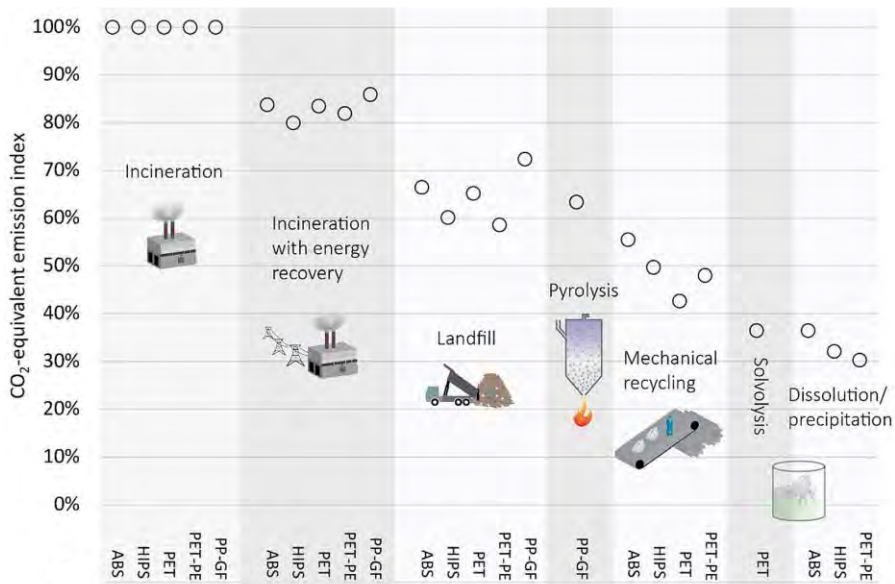 CO₂-equivalent emission index
100%
90%
80%
70%
60%
50%
40%
30%
20%
10%
0%
Incineration
Incineration
with energy
recovery
Landfill
Pyrolysis
Mechanical
recycling
Solvolysis
Dissolution/
precipitation
ABS
HIPS
PET
PET-PE
PP-GF
ABS
HIPS
PET
PET-PE
PP-GF
ABS
HIPS
PET
PET-PE
PP-GF
PP-GF
ABS
HIPS
PET
PET-PE
PET
ABS
HIPS
PET-PE